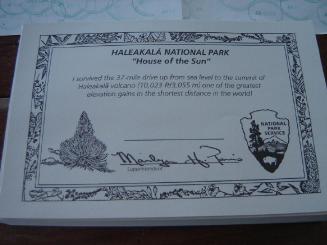 HALEAKALĀ NATIONAL PARK
"House of the Sun"
I survived the 37-mile drive up from sea level to the summit of
Haleakalā volcano (10,023 ft/3,055 m) one of the greatest
elevation gains in the shortest distance in the world!
NATIONAL
PARK
SERVICE
Superintendent